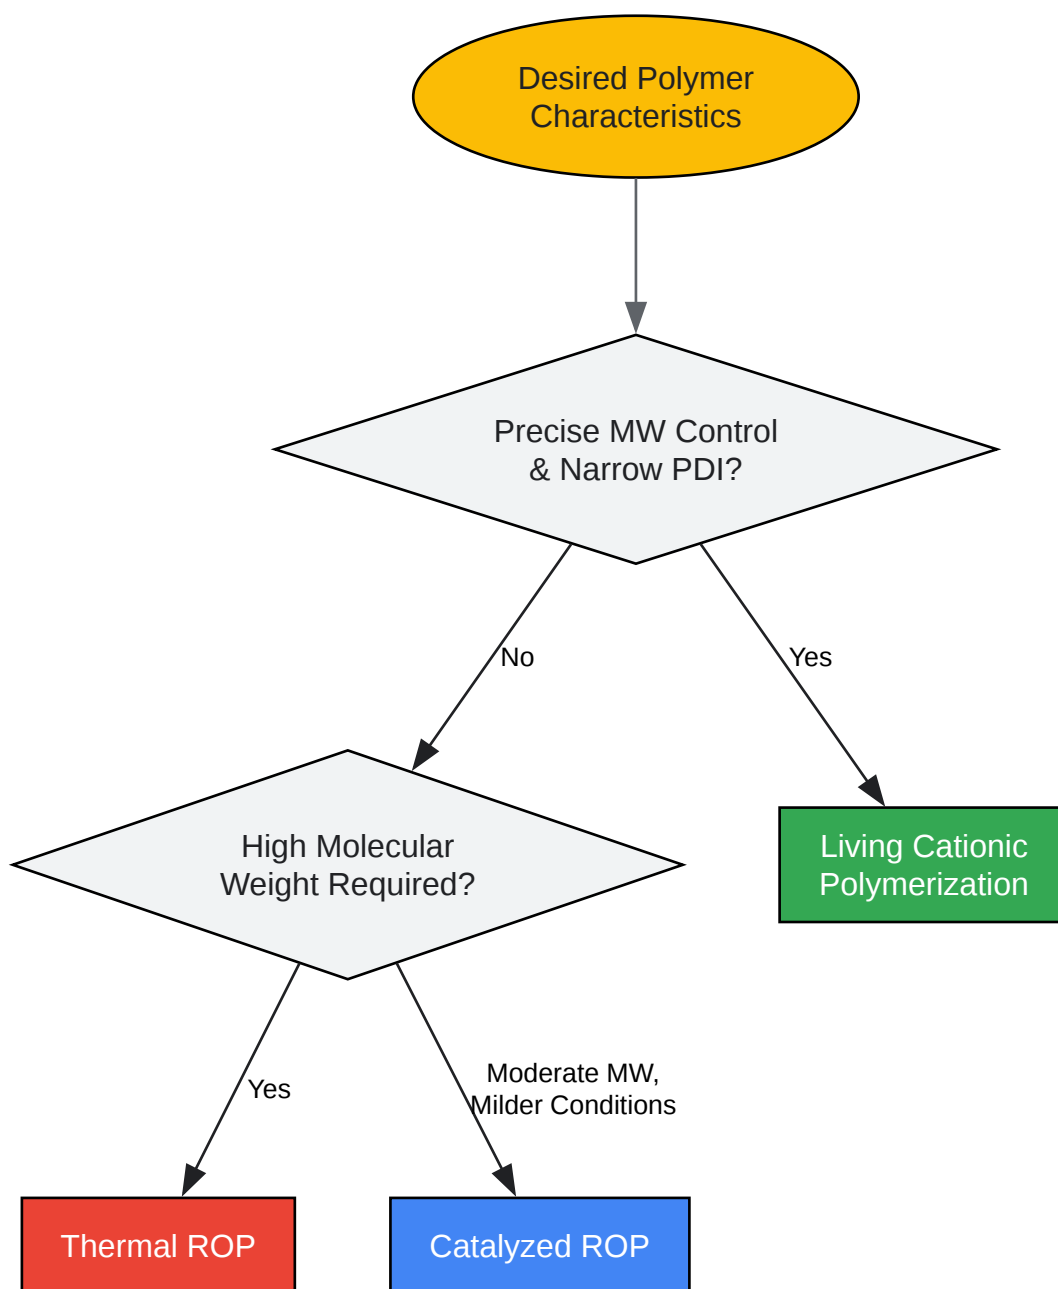 Desired Polymer
Characteristics
Precise MW Control
& Narrow PDI?
No
Yes
High Molecular
Weight Required?
Living Cationic
Polymerization
Yes
Moderate MW,
Milder Conditions
Thermal ROP
Catalyzed ROP